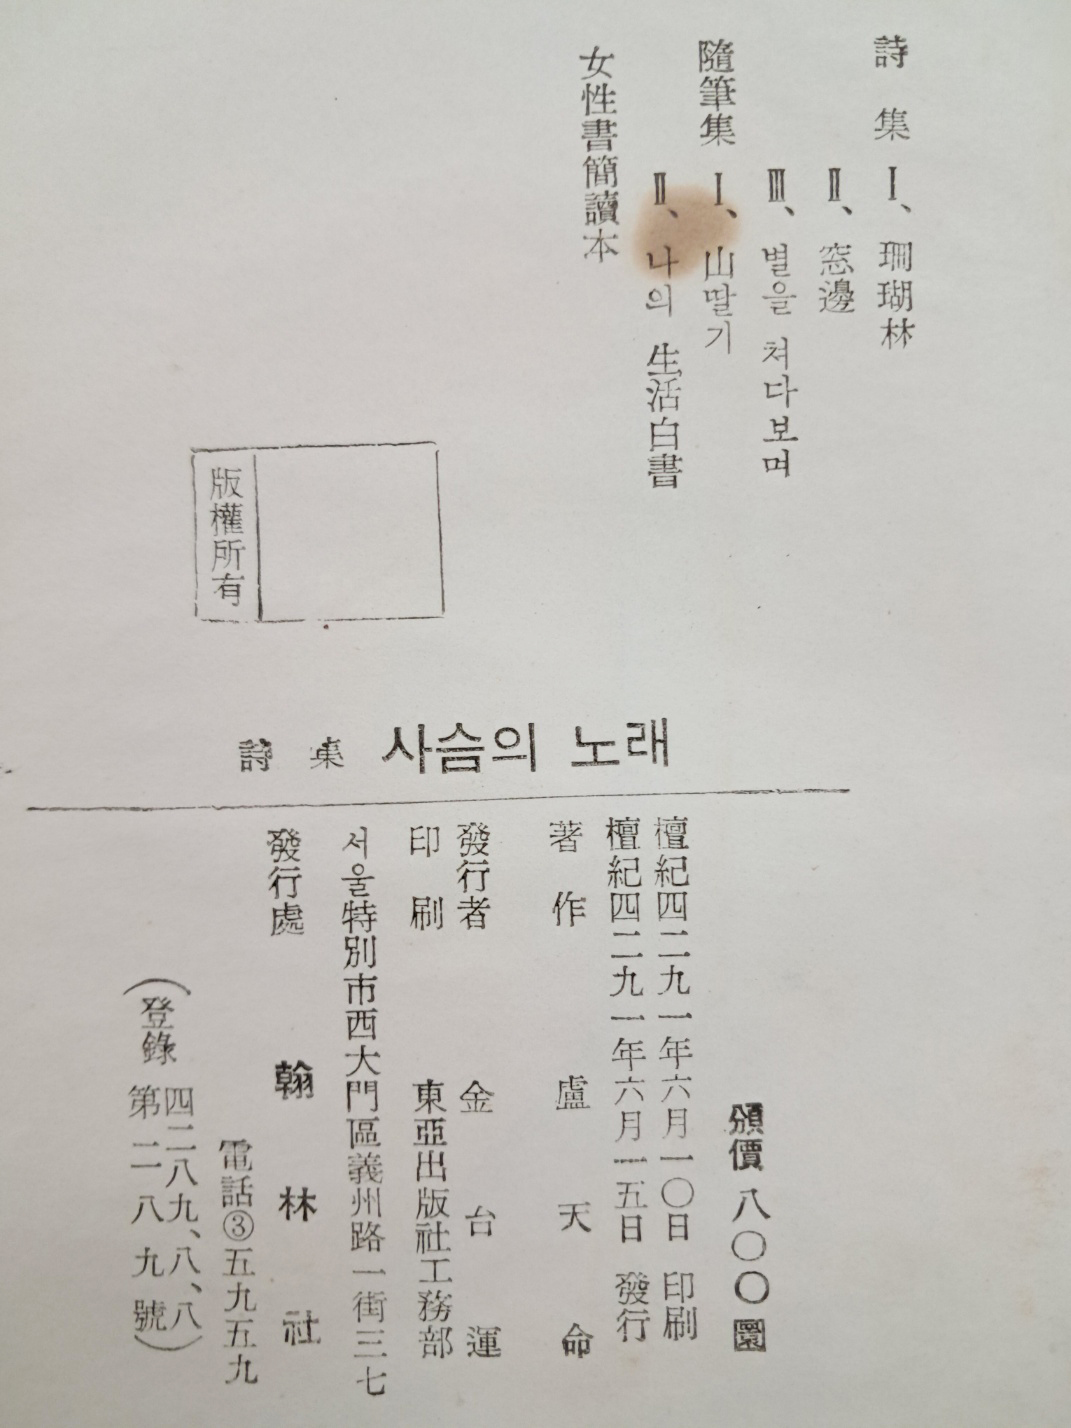 詩集 Ⅰ、珊瑚林
Ⅱ、窓邊
Ⅲ、별을 쳐다보며
隨筆集 Ⅰ、山딸기
Ⅱ、나의 生活白書
女性書簡讀本
版權所有
詩集 사슴의 노래
頒價 八〇〇圜
檀紀四二九一年六月一〇日 印刷
檀紀四二九一年六月一五日 發行
著作 盧天命
發行者 金台運
印刷 東亞出版社工務部
서울特別市西大門區義州路一街三七
發行處 翰林社
電話③五九五九
(登錄 四二八九、八、八
第二八九號)